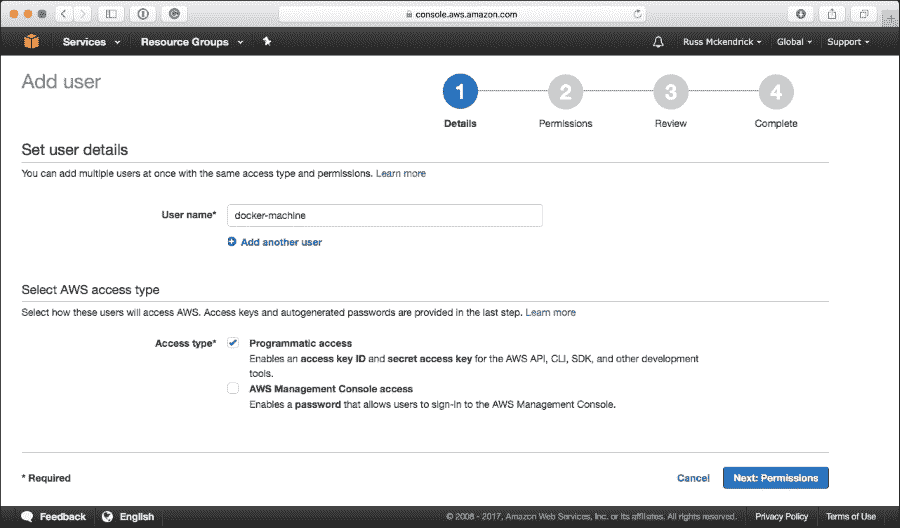 console.aws.amazon.com
Services Resource Groups Russ Mckendrick Global Support
Add user
1 2 3 4
Details Permissions Review Complete
Set user details
You can add multiple users at once with the same access type and permissions. Learn more
User name* docker-machine
Add another user
Select AWS access type
Select how these users will access AWS. Access keys and autogenerated passwords are provided in the last step. Learn more
Access type* Programmatic access
Enables an access key ID and secret access key for the AWS API, CLI, SDK, and other development
tools.
AWS Management Console access
Enables a password that allows users to sign-in to the AWS Management Console.
* Required Cancel Next: Permissions
Feedback English © 2008 - 2017, Amazon Web Services, Inc. or its affiliates. All rights reserved. Privacy Policy Terms of Use